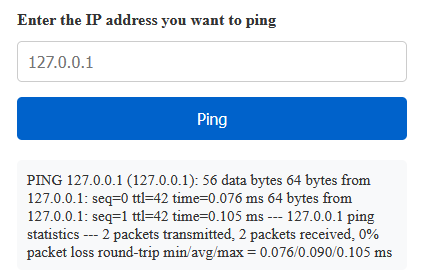 Enter the IP address you want to ping
127.0.0.1
Ping
PING 127.0.0.1 (127.0.0.1): 56 data bytes 64 bytes from
127.0.0.1: seq=0 ttl=42 time=0.076 ms 64 bytes from
127.0.0.1: seq=1 ttl=42 time=0.105 ms --- 127.0.0.1 ping
statistics --- 2 packets transmitted, 2 packets received, 0%
packet loss round-trip min/avg/max = 0.076/0.090/0.105 ms